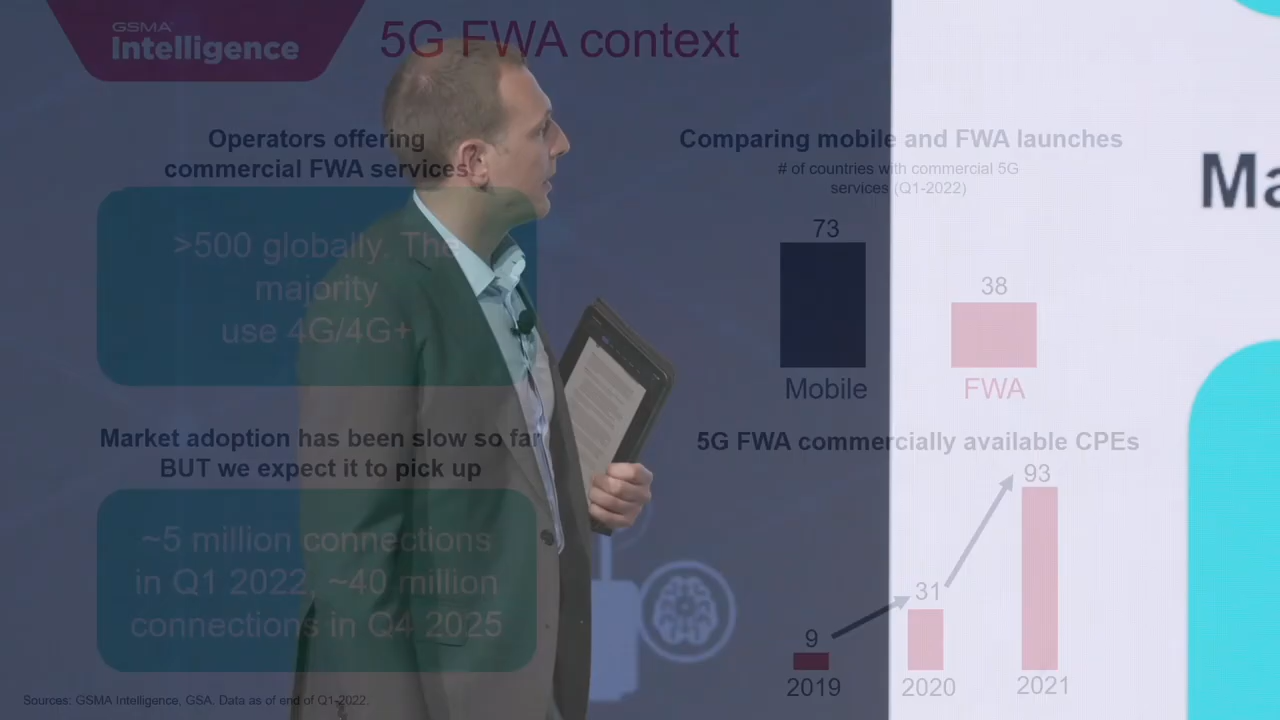 GSMA
Intelligence
5G FWA context
Operators offering
commercial FWA services
>500 globally. The
majority
use 4G/4G+
Market adoption has been slow so far
BUT we expect it to pick up
~5 million connections
in Q1 2022, ~40 million
connections in Q4 2025
Comparing mobile and FWA launches
# of countries with commercial 5G
services (Q1-2022)
73
38
Mobile
FWA
5G FWA commercially available CPEs
93
31
9
2019
2020
2021
Ma
Sources: GSMA Intelligence, GSA. Data as of end of Q1-2022.